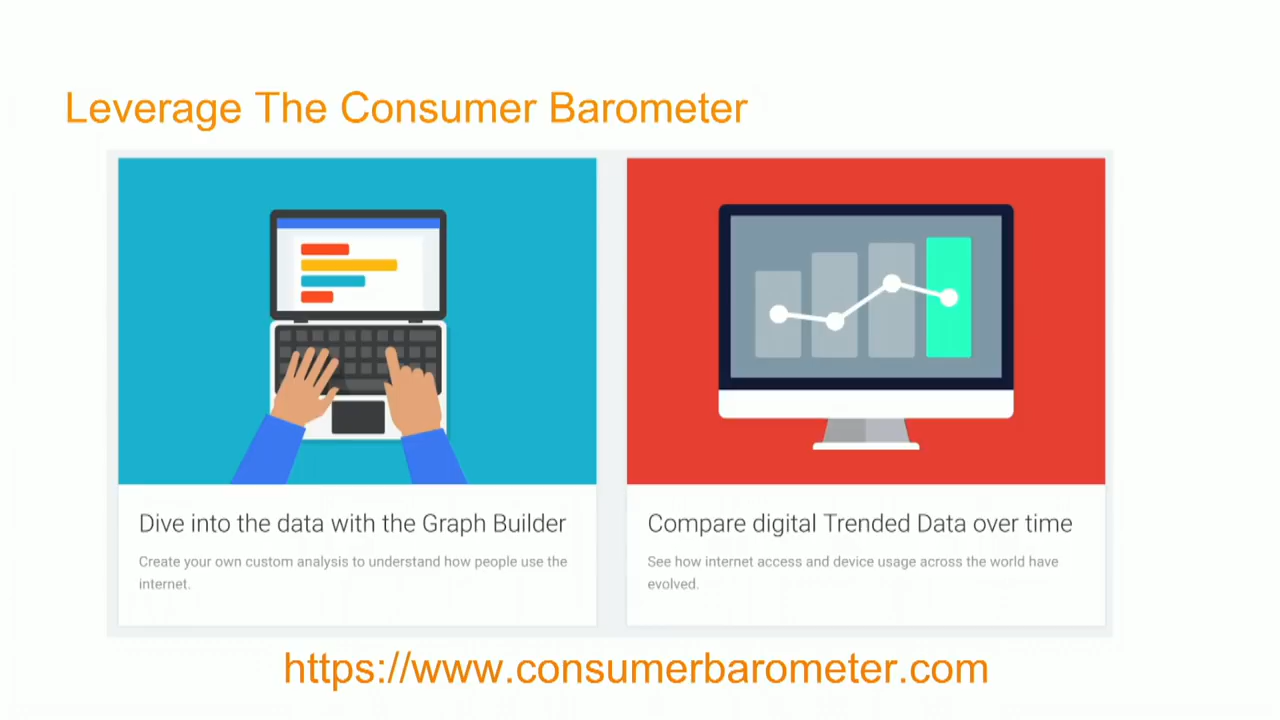 Leverage The Consumer Barometer
Dive into the data with the Graph Builder
Create your own custom analysis to understand how people use the
internet.
Compare digital Trended Data over time
See how internet access and device usage across the world have
evolved.
https://www.consumerbarometer.com